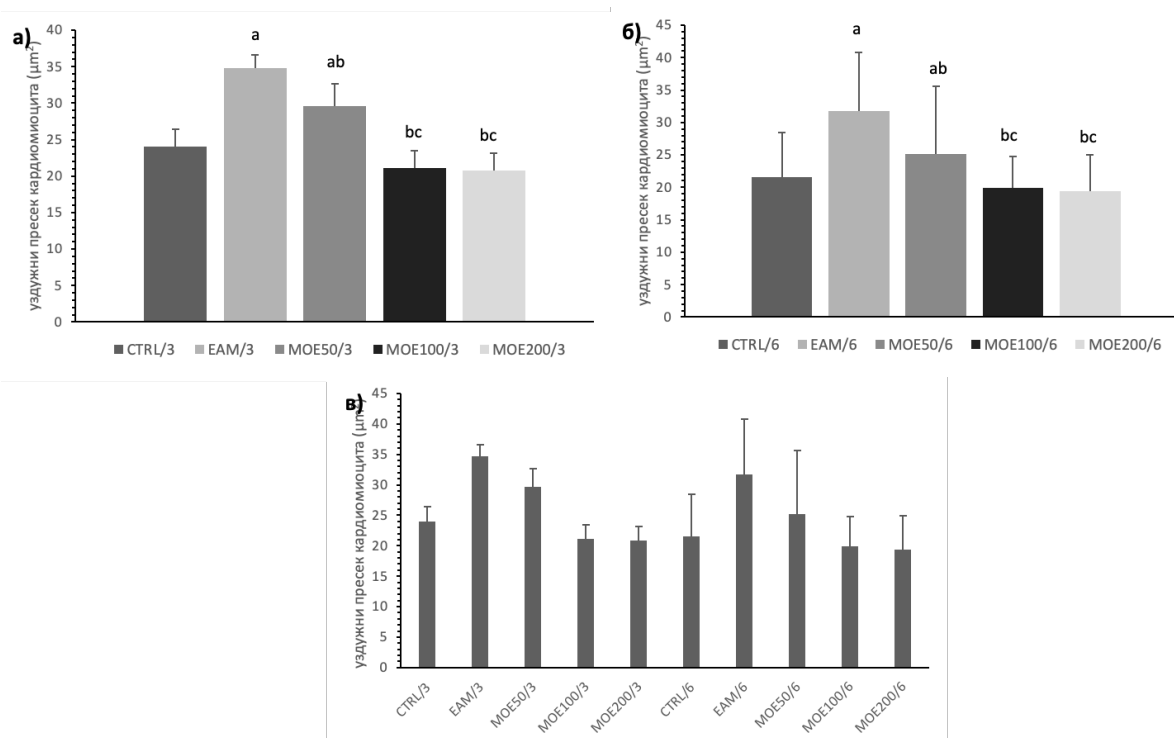 а)
уздужни пресек кардиомиоцита (µm²)
40
35
30
25
20
15
10
5
0
a
ab
bc
bc
CTRL/3 EAM/3 MOE50/3 MOE100/3 MOE200/3
б)
уздужни пресек кардиомиоцита (µm²)
45
40
35
30
25
20
15
10
5
0
a
ab
bc
bc
CTRL/6 EAM/6 MOE50/6 MOE100/6 MOE200/6
в)
уздужни пресек кардиомиоцита (µm²)
45
40
35
30
25
20
15
10
5
0
CTRL/3
EAM/3
MOE50/3
MOE100/3
MOE200/3
CTRL/6
EAM/6
MOE50/6
MOE100/6
MOE200/6